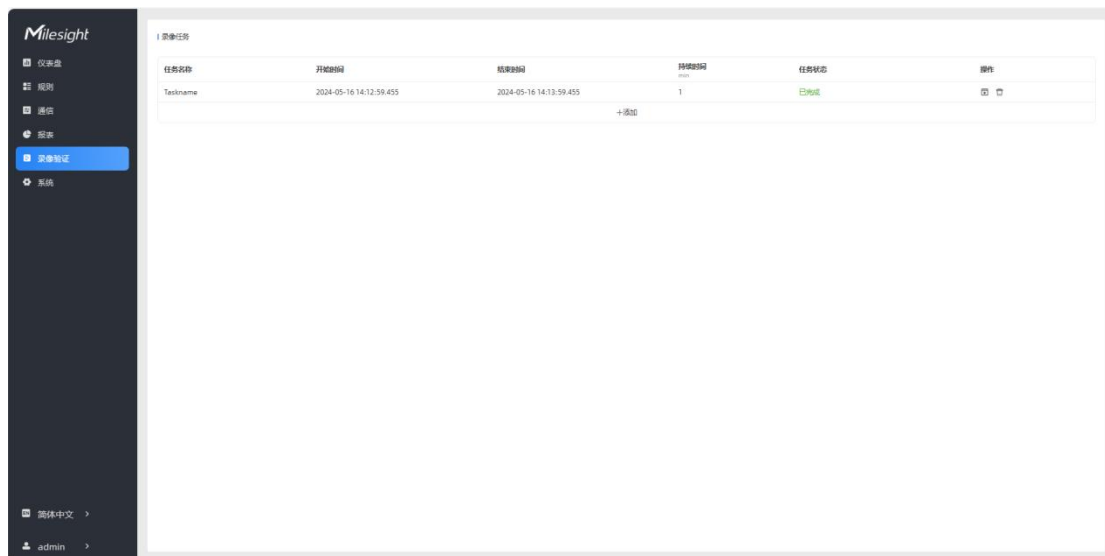 Milesight
仪表盘
规则
通信
报表
录像验证
系统
简体中文 >
admin >
录像任务
任务名称 开始时间 结束时间 持续时间 min 任务状态 操作
Taskname 2024-05-16 14:12:59.455 2024-05-16 14:13:59.455 1 已完成
+添加